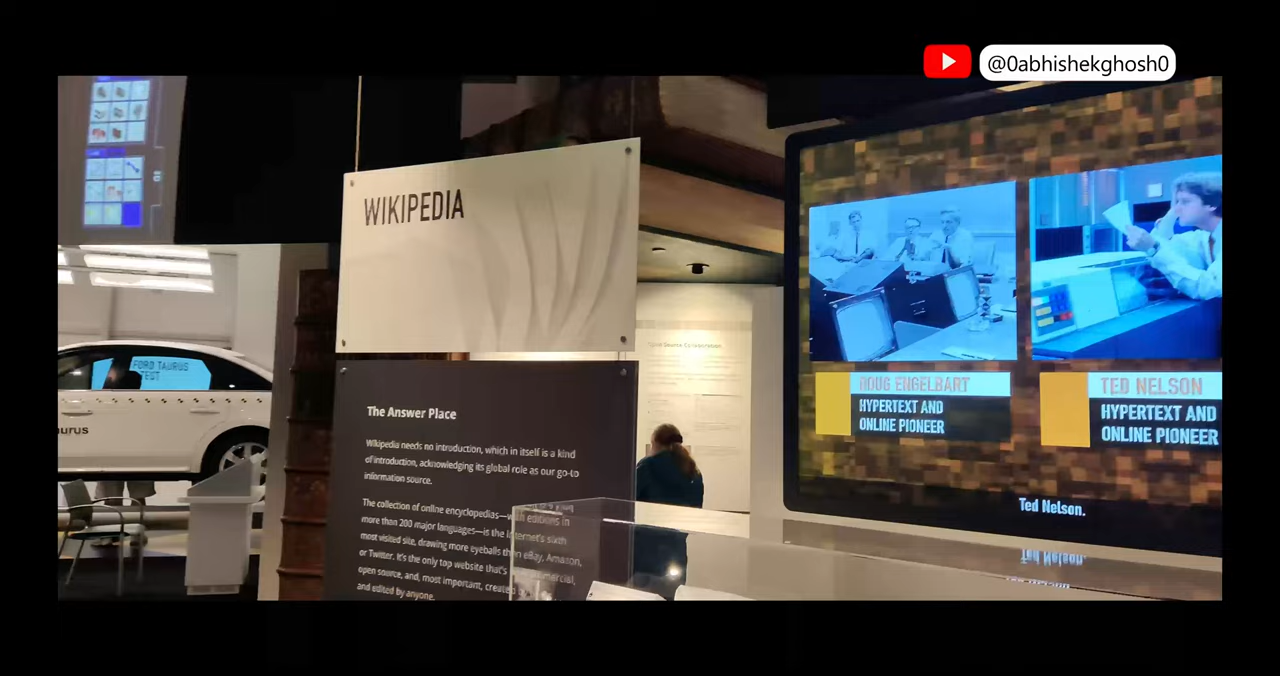 @0abhishekghosh0
WIKIPEDIA
The Answer Place
Wikipedia needs no introduction, which in itself is a kind
of introduction, acknowledging its global role as our go-to
information source.
The collection of online encyclopedias—with editions in
more than 280 major languages—is the Internet's sixth
most visited site, drawing more eyeballs than eBay, Amazon,
or Twitter. It's the only top website that's
open source, and, most important, created
and edited by anyone.
FORD TAURUS
aurus
DOUG ENGELBART
HYPERTEXT AND
ONLINE PIONEER
TED NELSON
HYPERTEXT AND
ONLINE PIONEER
Ted Nelson.